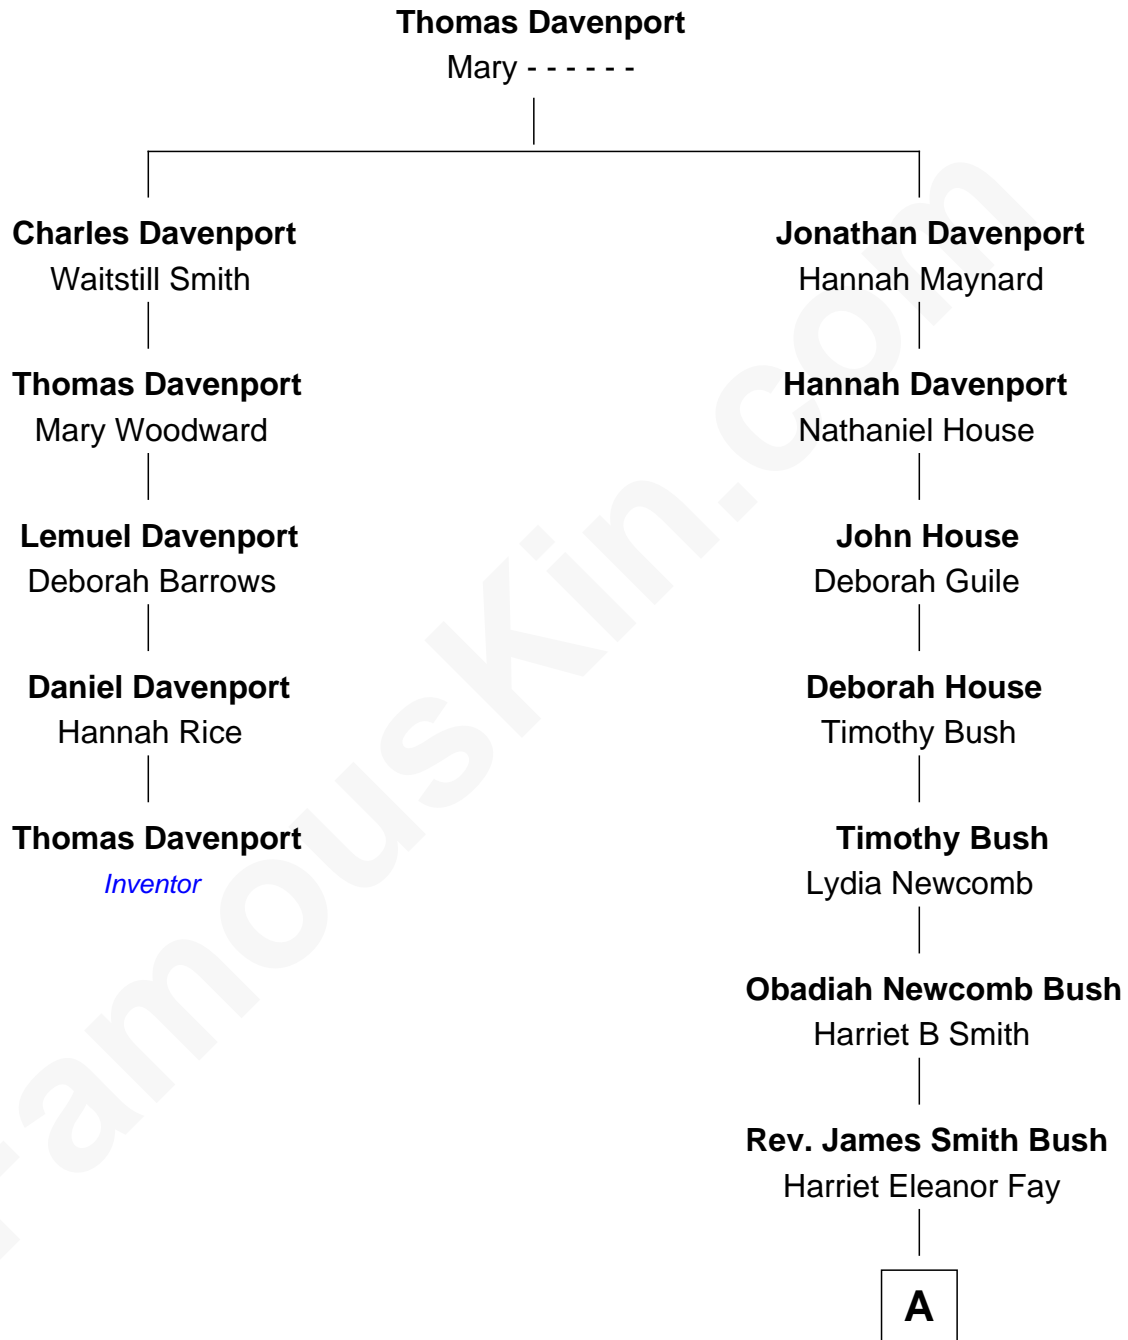 Thomas Davenport
Mary - - - - - -
Charles Davenport
Waitstill Smith
Jonathan Davenport
Hannah Maynard
Thomas Davenport
Mary Woodward
Hannah Davenport
Nathaniel House
Lemuel Davenport
Deborah Barrows
John House
Deborah Guile
Daniel Davenport
Hannah Rice
Deborah House
Timothy Bush
Thomas Davenport
Inventor
Timothy Bush
Lydia Newcomb
Obadiah Newcomb Bush
Harriet B Smith
Rev. James Smith Bush
Harriet Eleanor Fay
A
FamousKin.com